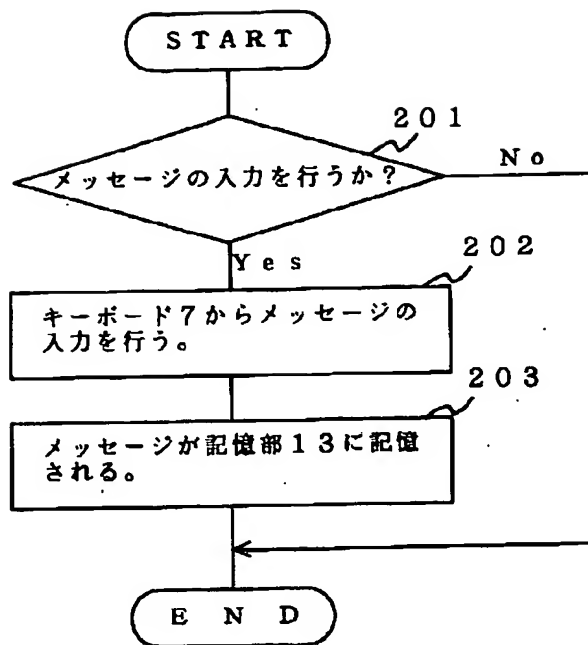 START
201
メッセージの入力を行うか?
No
Yes
202
キーボード7からメッセージの
入力を行う。
203
メッセージが記憶部13に記憶
される。
END